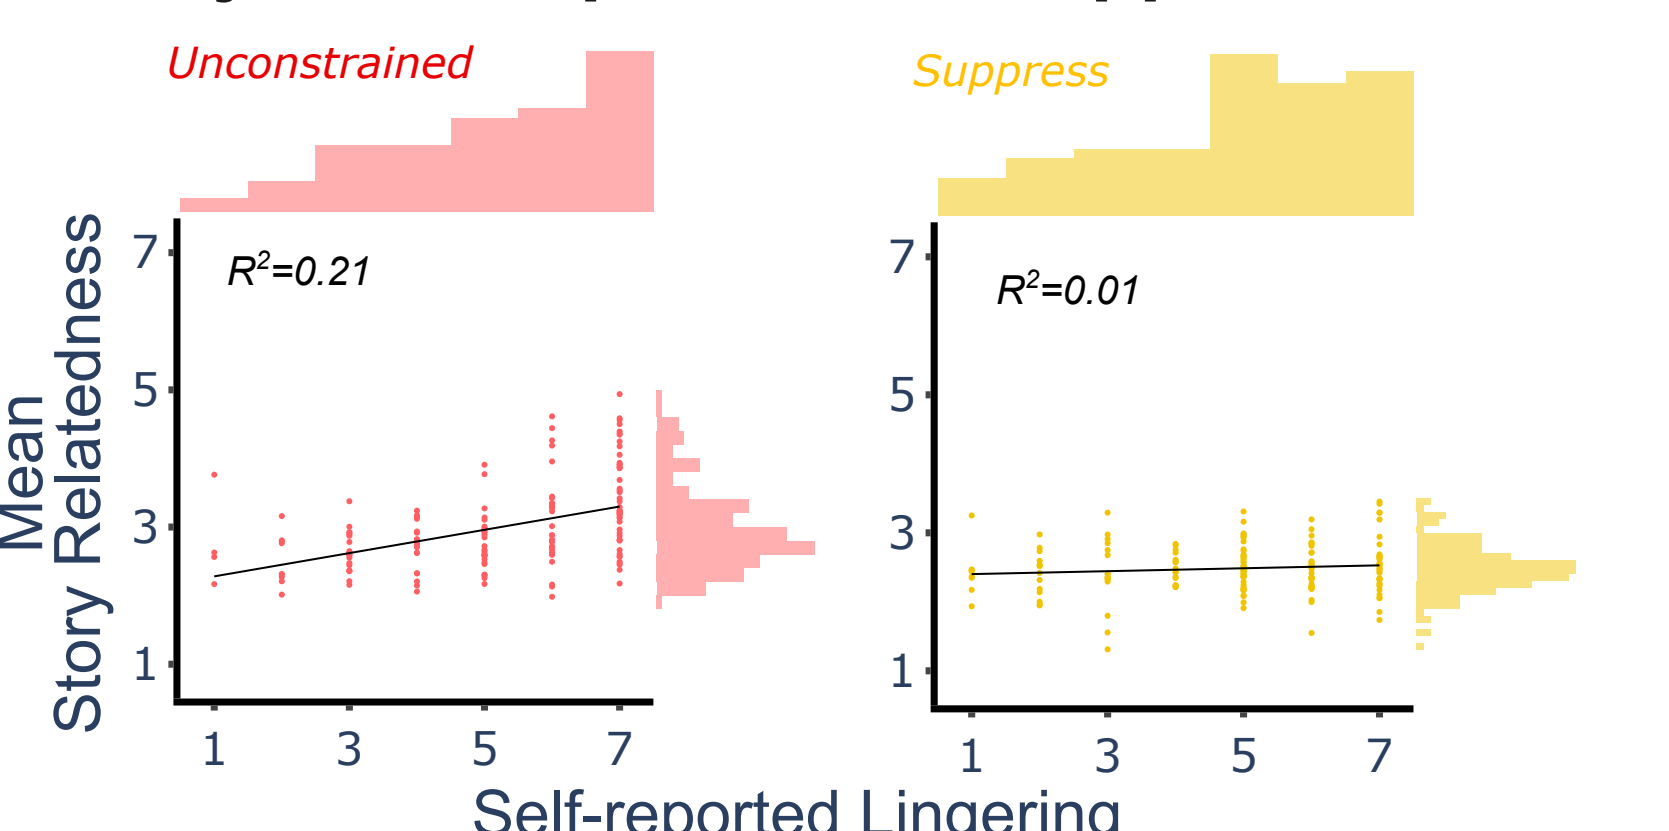 Unconstrained
Suppress
Mean
Story Relatedness
7
5
3
1
R²=0.21
1 3 5 7
7
5
3
1
R²=0.01
1 3 5 7
Self-reported Lingering